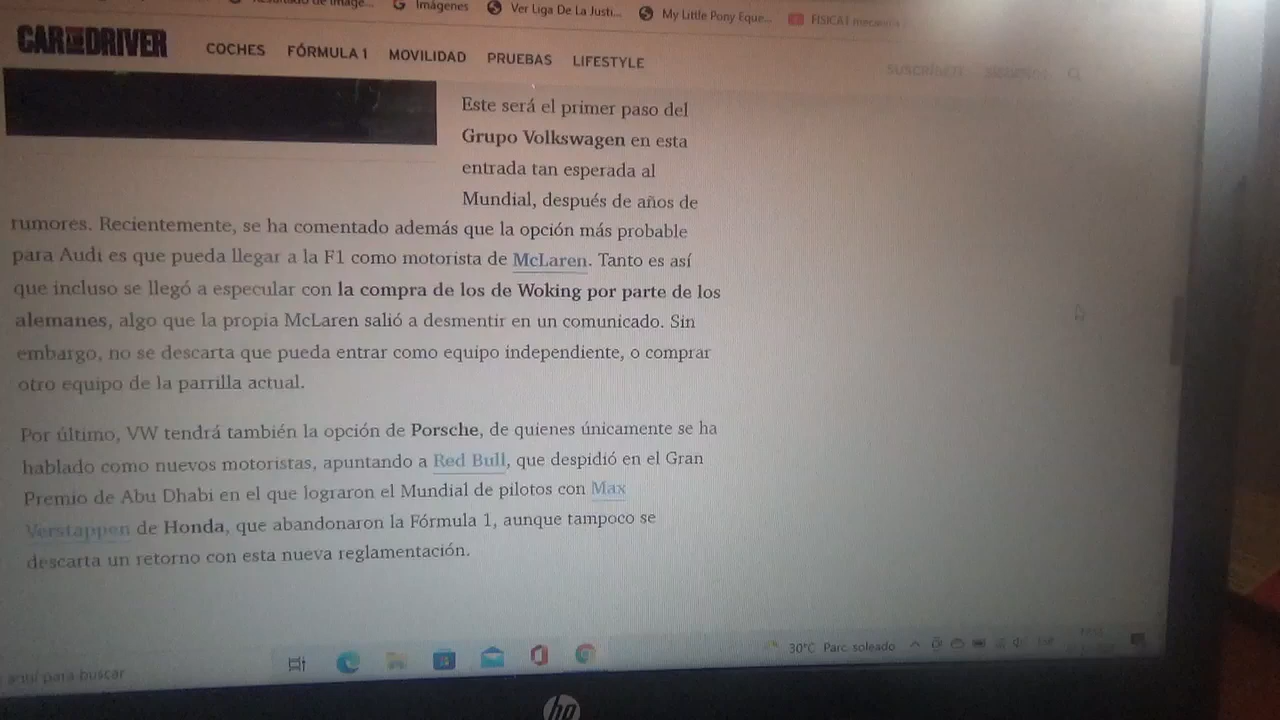 Imágenes
Ver Liga De La Justi...
My Little Pony Eque...
FISICA I
CAR AND DRIVER
COCHES FÓRMULA 1 MOVILIDAD PRUEBAS LIFESTYLE
SUSCRÍBETE
Este será el primer paso del
Grupo Volkswagen en esta
entrada tan esperada al
Mundial, después de años de
rumores. Recientemente, se ha comentado además que la opción más probable
para Audi es que pueda llegar a la F1 como motorista de McLaren. Tanto es así
que incluso se llegó a especular con la compra de los de Woking por parte de los
alemanes, algo que la propia McLaren salió a desmentir en un comunicado. Sin
embargo, no se descarta que pueda entrar como equipo independiente, o comprar
otro equipo de la parrilla actual.
Por último, VW tendrá también la opción de Porsche, de quienes únicamente se ha
hablado como nuevos motoristas, apuntando a Red Bull, que despidió en el Gran
Premio de Abu Dhabi en el que lograron el Mundial de pilotos con Max
Verstappen de Honda, que abandonaron la Fórmula 1, aunque tampoco se
descarta un retorno con esta nueva reglamentación.
aquí para buscar
30°C Parc. soleado
hp